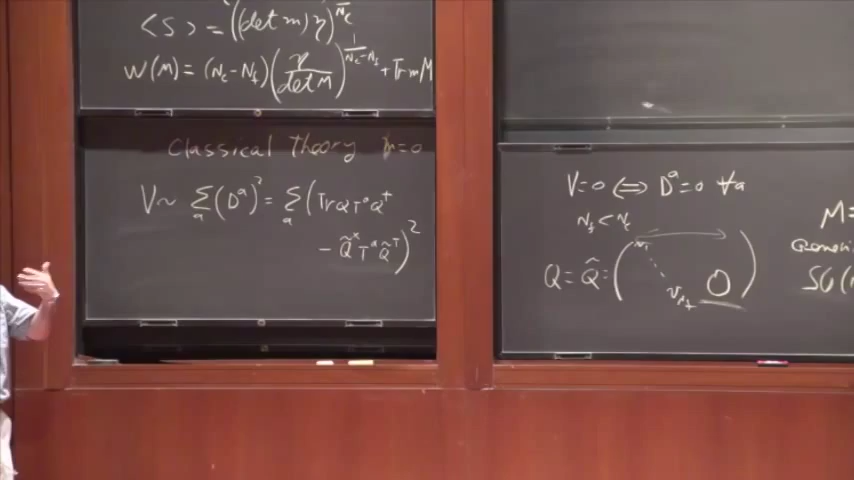 <S> = ((det m) η)^{1/N_c}
W(M) = (N_c - N_f) (η / det M)^{1/(N_c - N_f)} + Tr m M
Classical theory m=0
V ~ Σ_a (D^a)^2 = Σ_a (Tr Q T^a Q^†
- Q̃^* T^a Q̃^T)^2
V=0 ⟺ D^a=0 ∀a
N_f < N_c
Q = Q̃ = ( v_1 ⋱ v_{N_f} O )
M=
SU(